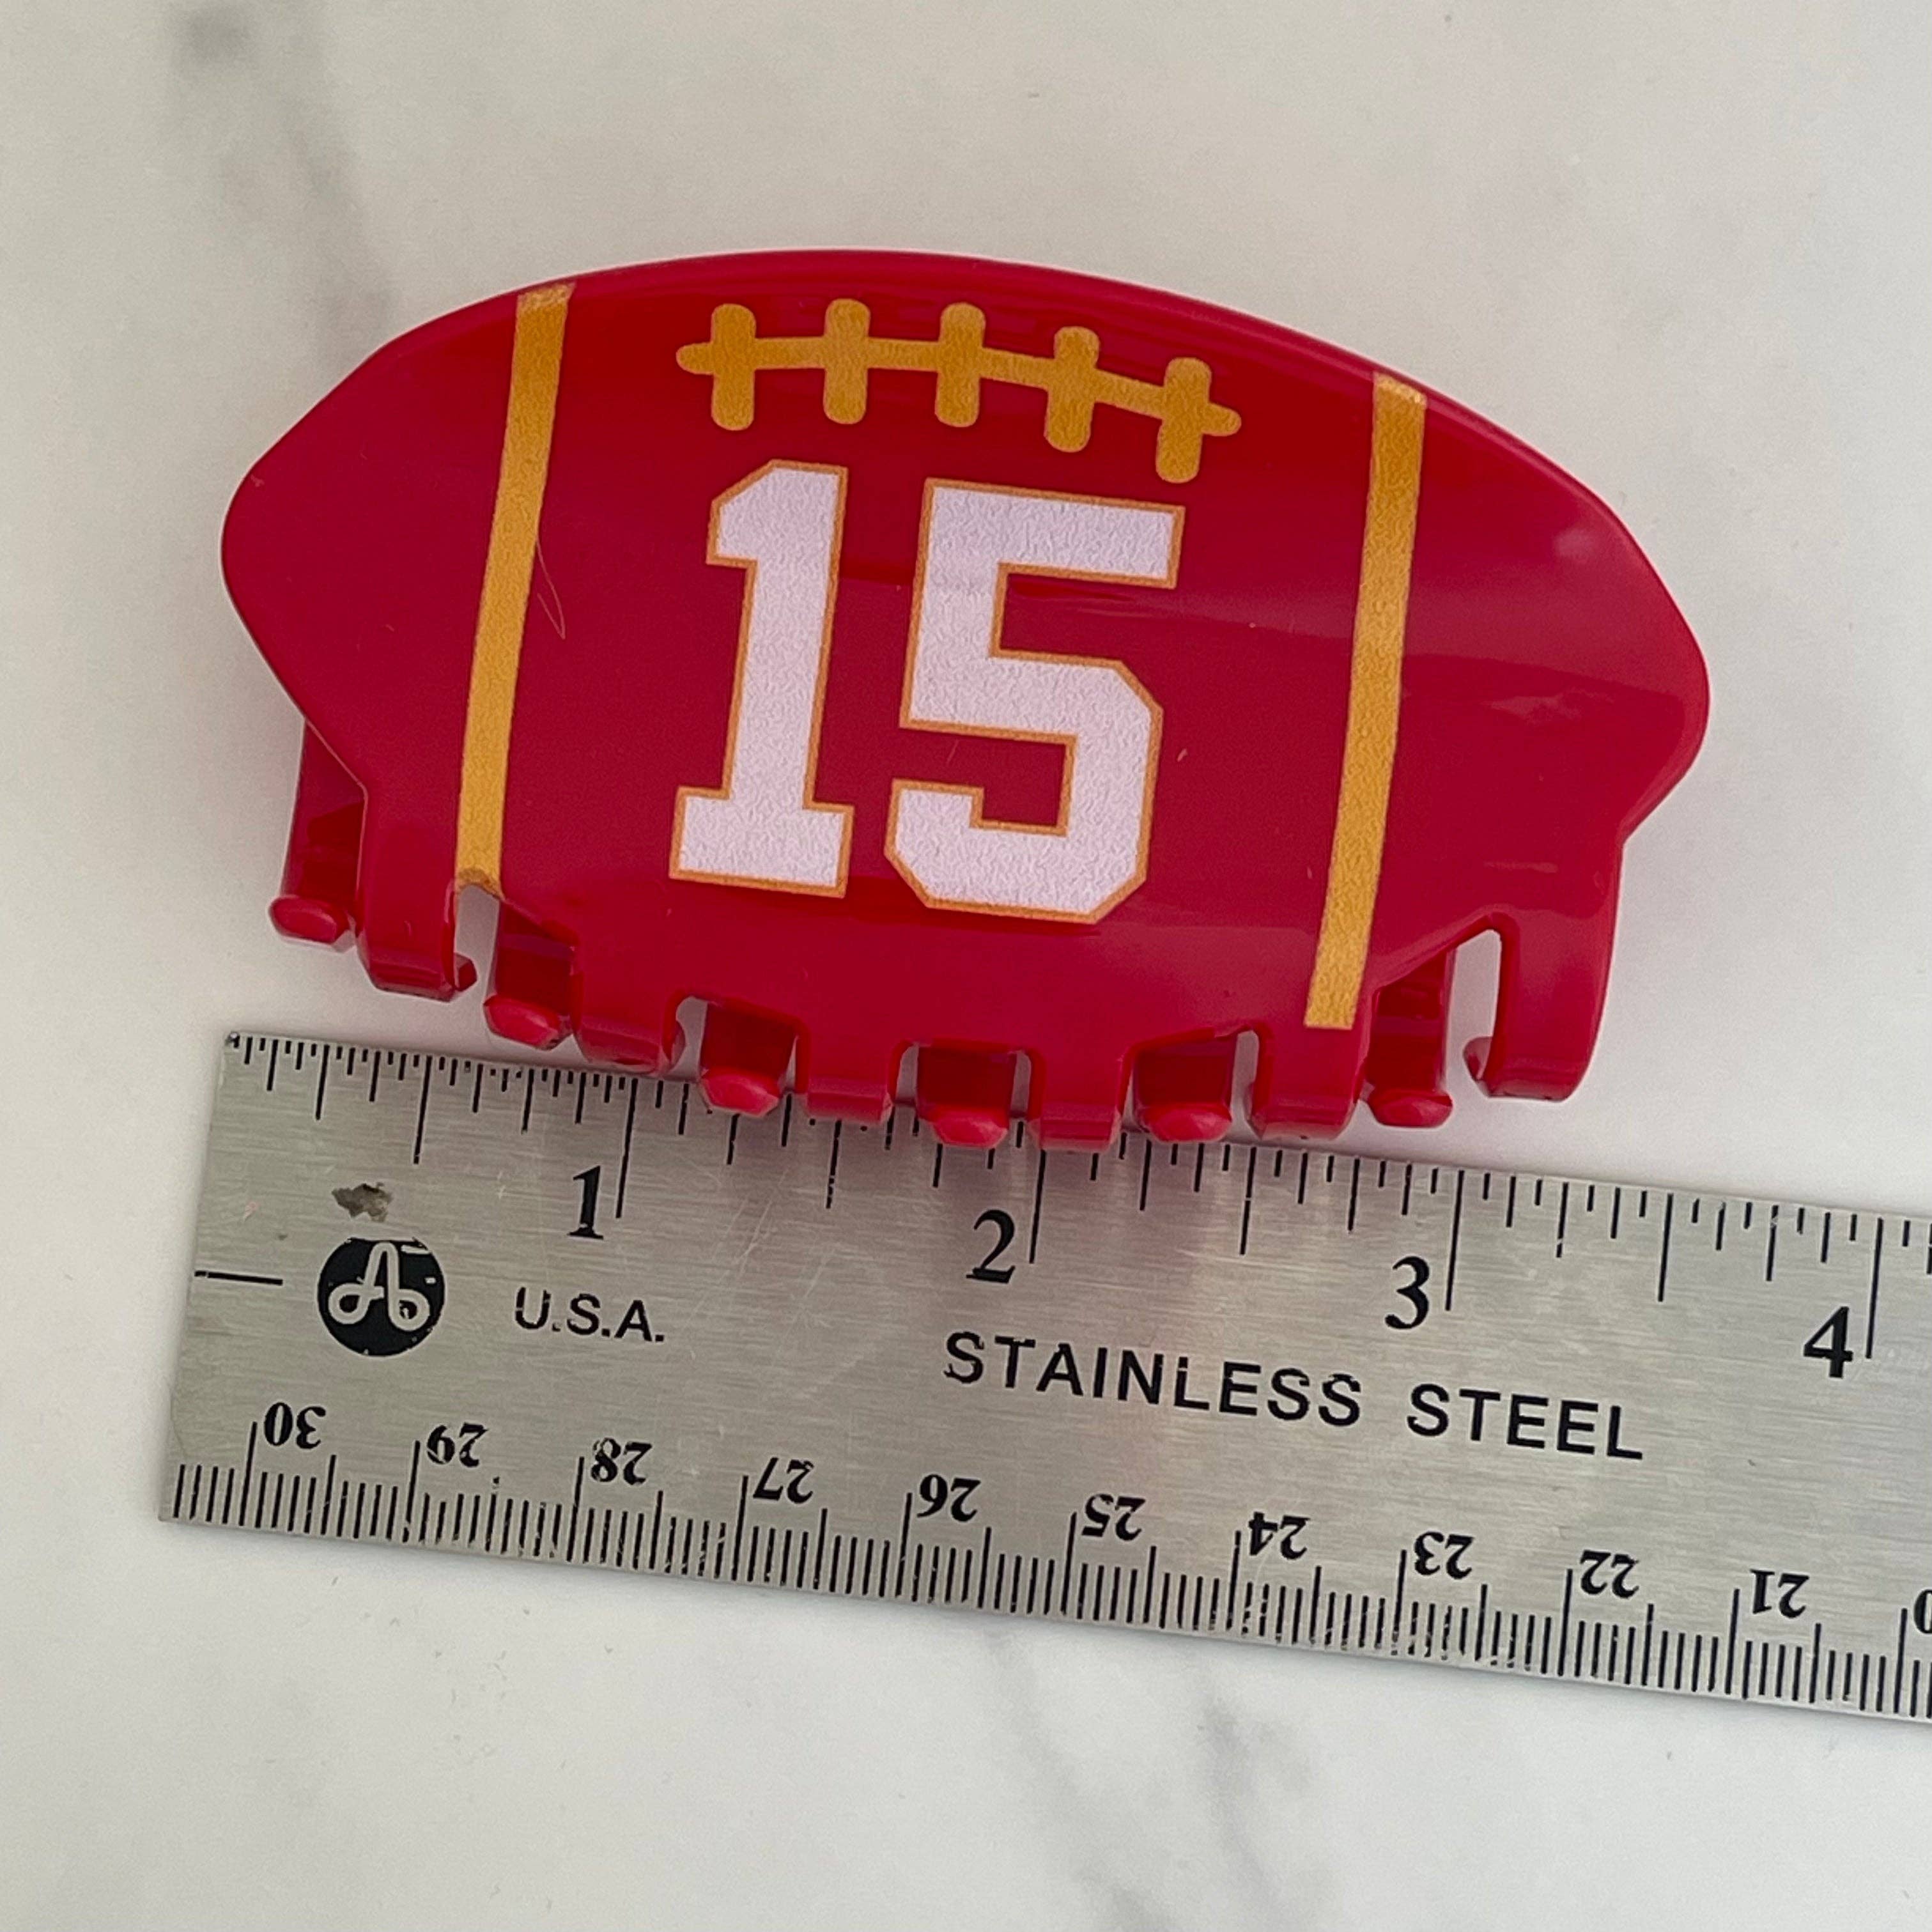 15
1 2 3 4
A U.S.A.
STAINLESS STEEL
30 29 28 27 26 25 24 23 22 21